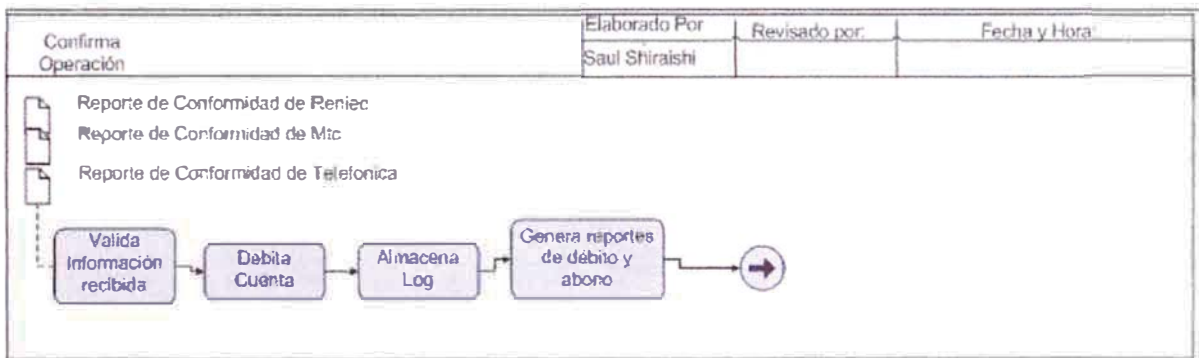 Confirma
Operación
Elaborado Por
Revisado por:
Fecha y Hora:
Saul Shiraishi
Reporte de Conformidad de Reniec
Reporte de Conformidad de Mtc
Reporte de Conformidad de Telefonica
Valida
Información
recibida
Debita
Cuenta
Almacena
Log
Genera reportes
de débito y
abono